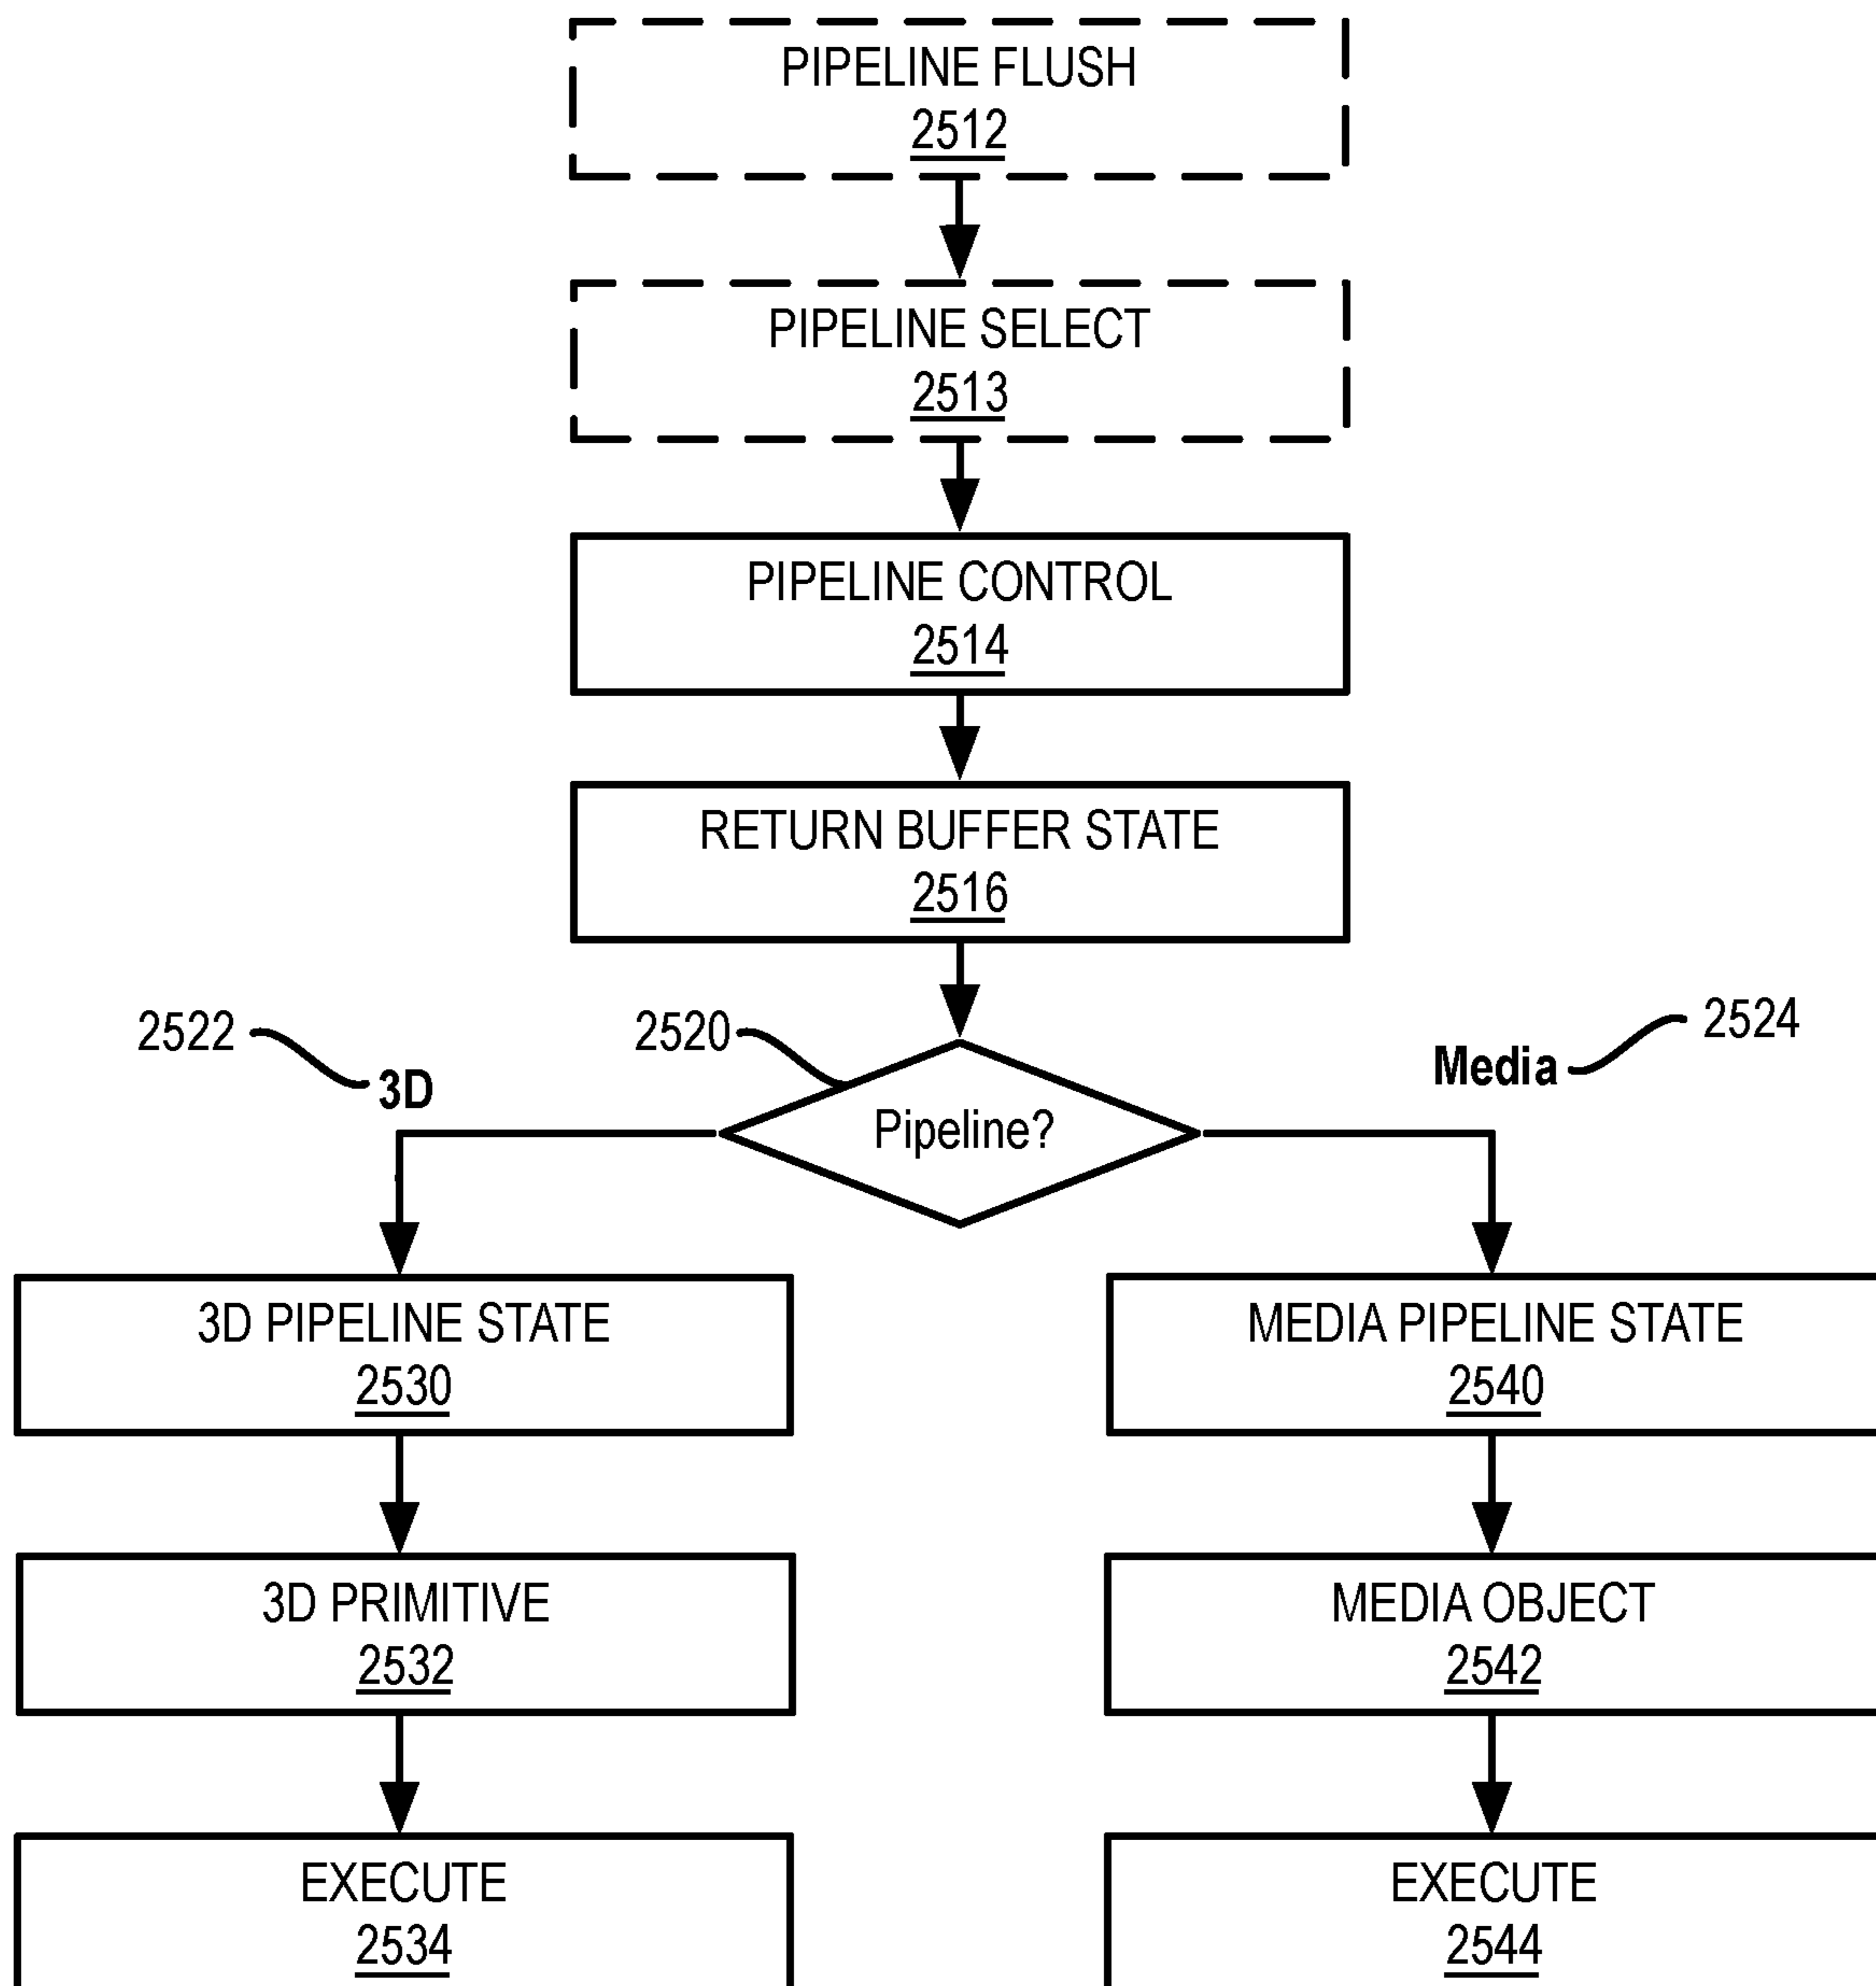 PIPELINE FLUSH
2512
PIPELINE SELECT
2513
PIPELINE CONTROL
2514
RETURN BUFFER STATE
2516
2522
2520
2524
3D
Media
Pipeline?
3D PIPELINE STATE
2530
MEDIA PIPELINE STATE
2540
3D PRIMITIVE
2532
MEDIA OBJECT
2542
EXECUTE
2534
EXECUTE
2544